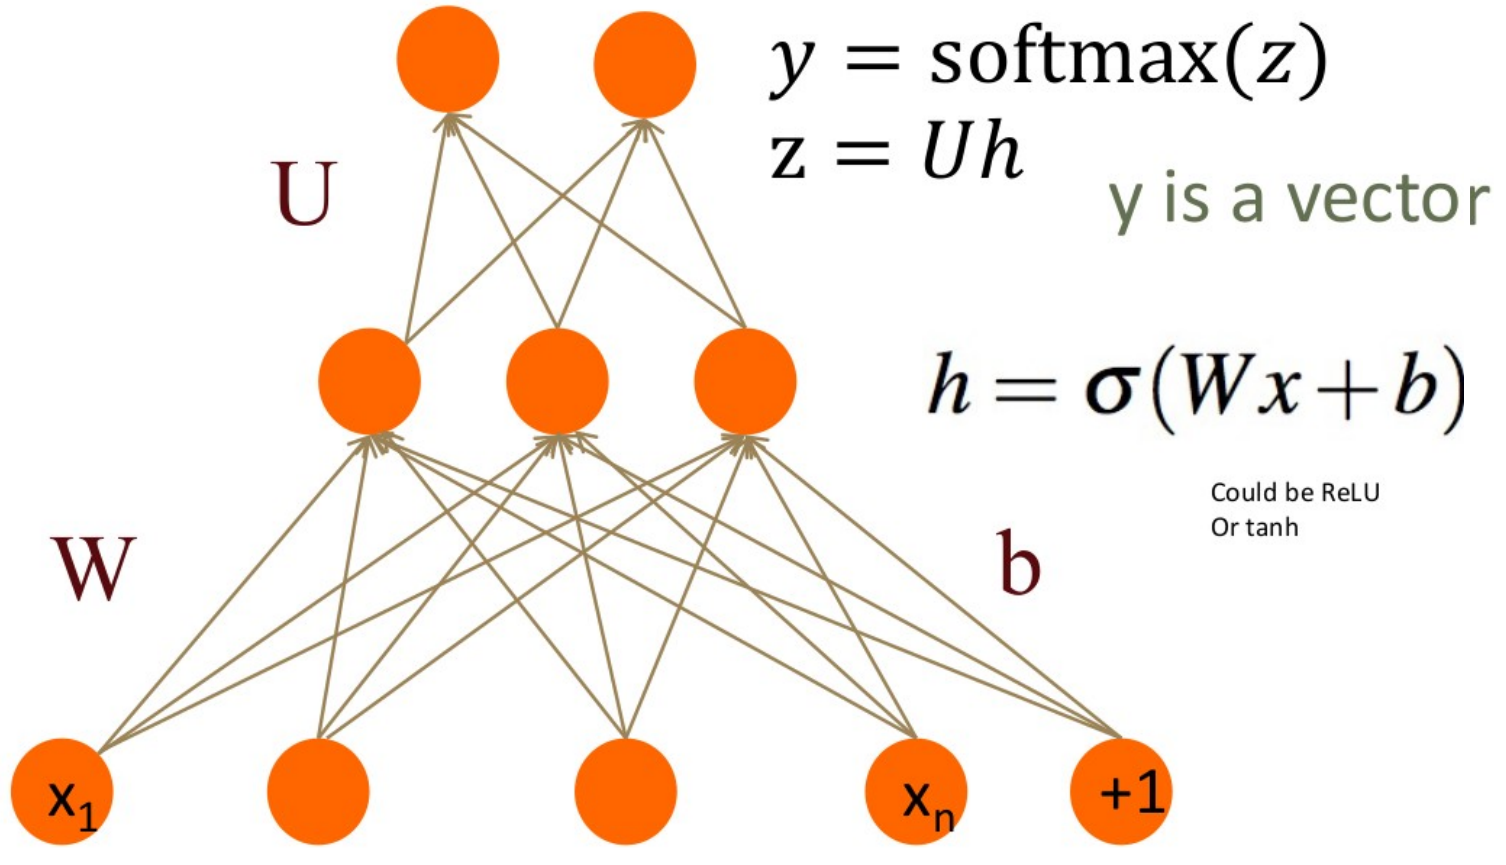 y = softmax(z)
z = Uh
U
y is a vector
h = σ(Wx + b)
Could be ReLU
Or tanh
W
b
x₁
xₙ
+1